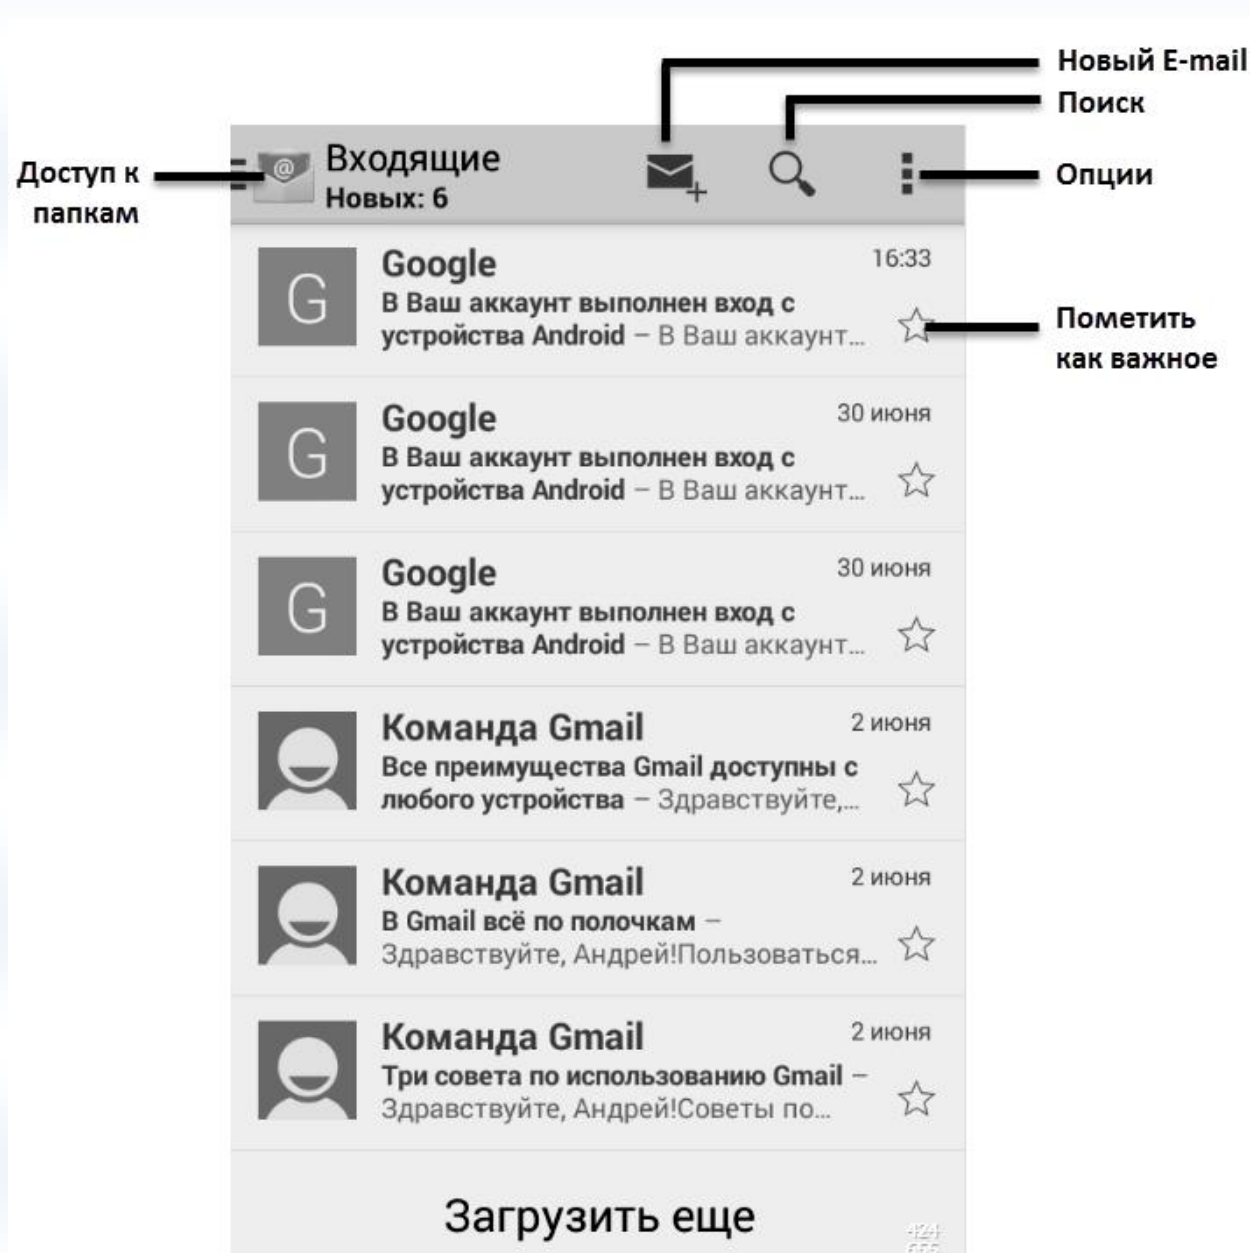 Новый E-mail
Поиск
Доступ к
папкам
@
Входящие
Новых: 6
Опции
G
Google
16:33
В Ваш аккаунт выполнен вход с
устройства Android – В Ваш аккаунт...
Пометить
как важное
G
Google
30 июня
В Ваш аккаунт выполнен вход с
устройства Android – В Ваш аккаунт...
G
Google
30 июня
В Ваш аккаунт выполнен вход с
устройства Android – В Ваш аккаунт...
Команда Gmail
2 июня
Все преимущества Gmail доступны с
любого устройства – Здравствуйте,...
Команда Gmail
2 июня
В Gmail всё по полочкам –
Здравствуйте, Андрей!Пользоваться...
Команда Gmail
2 июня
Три совета по использованию Gmail –
Здравствуйте, Андрей!Советы по...
Загрузить еще
424